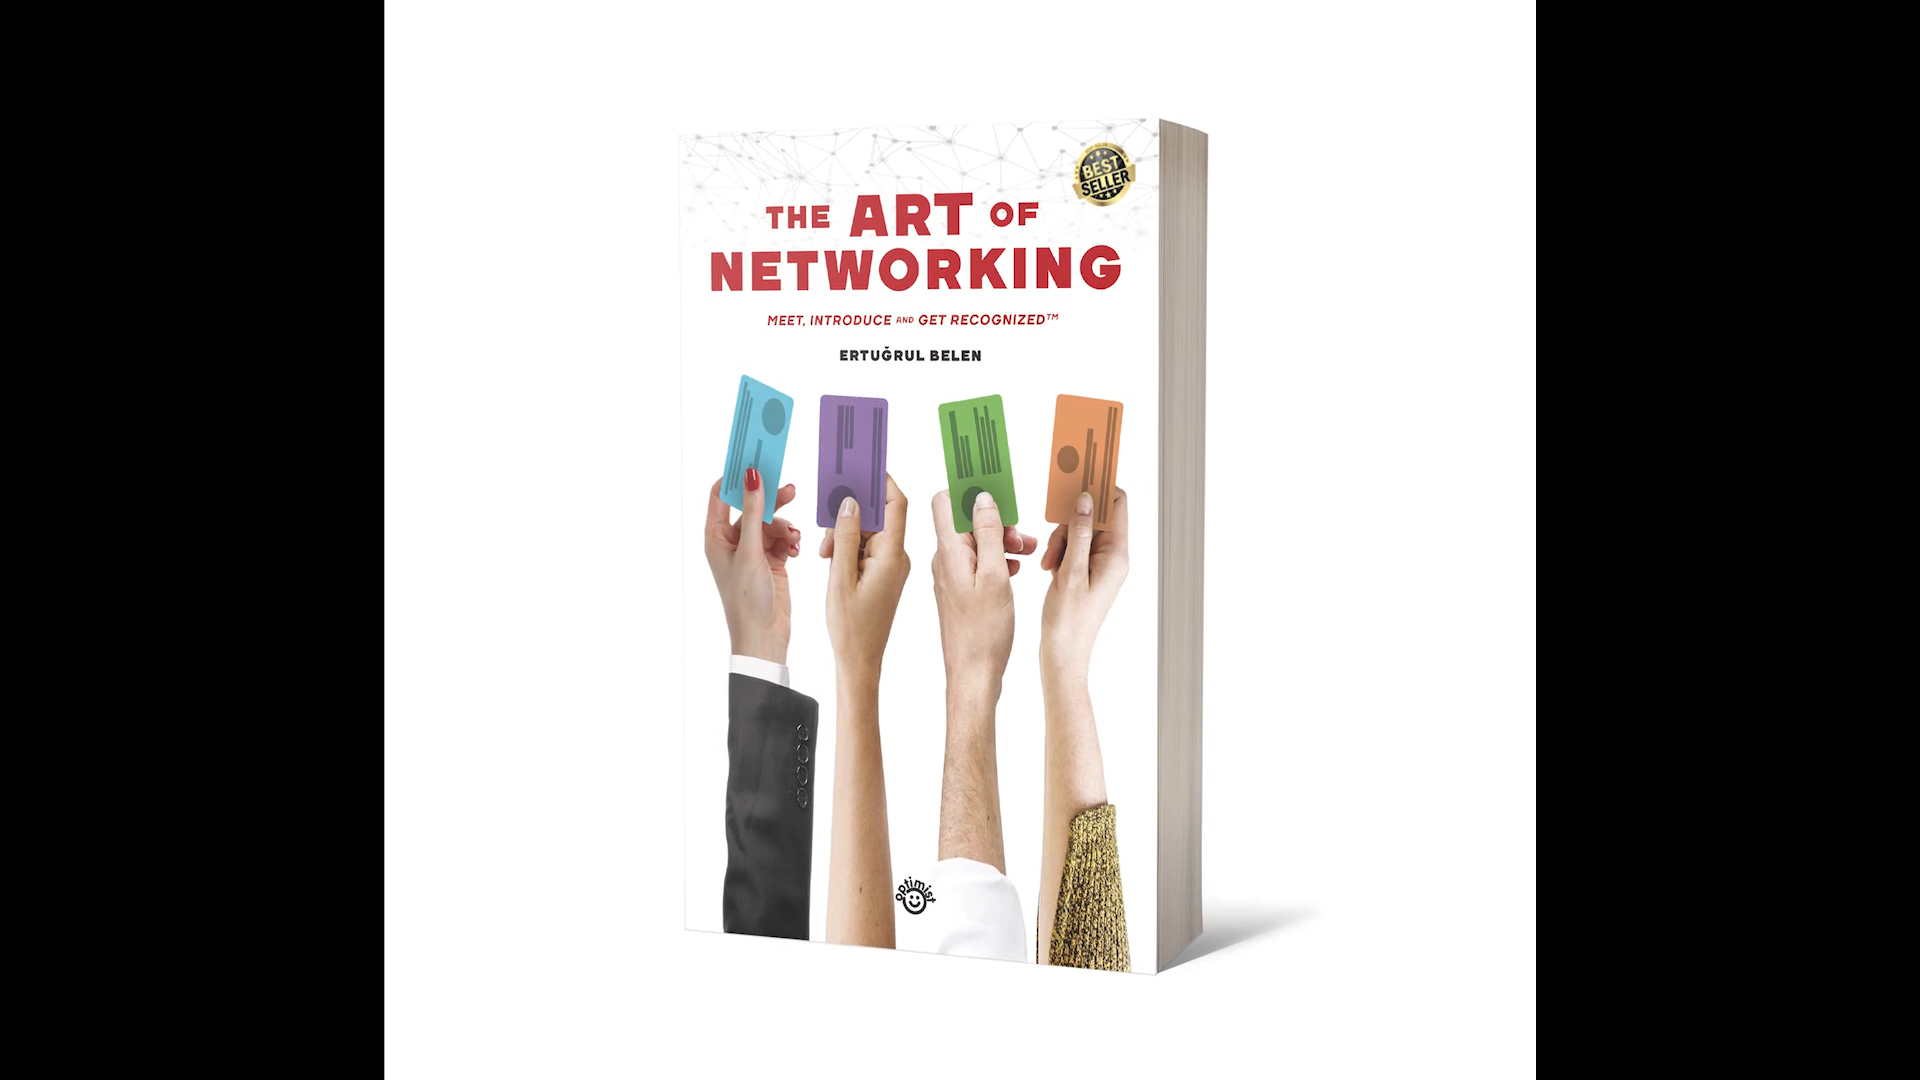 BEST
SELLER
THE ART OF
NETWORKING
MEET, INTRODUCE AND GET RECOGNIZED™
ERTUĞRUL BELEN
optimist